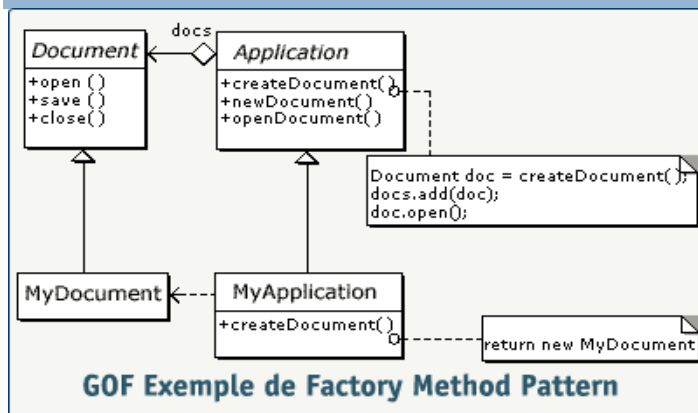 docs
Document
+open ()
+save ()
+close()
Application
+createDocument()
+newDocument()
+openDocument()
Document doc = createDocument();
docs.add(doc);
doc.open();
MyDocument
MyApplication
+createDocument()
return new MyDocument
GOF Exemple de Factory Method Pattern